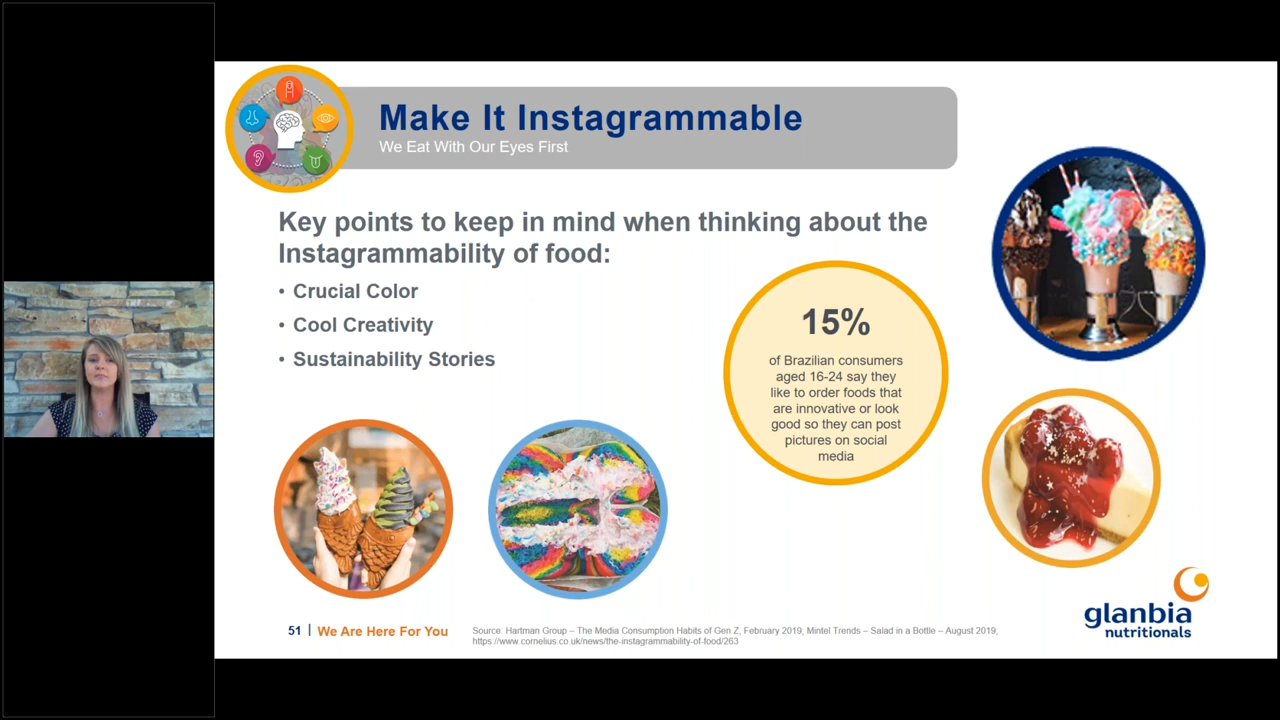 Make It Instagrammable
We Eat With Our Eyes First
Key points to keep in mind when thinking about the
Instagrammability of food:
• Crucial Color
• Cool Creativity
• Sustainability Stories
15%
of Brazilian consumers
aged 16-24 say they
like to order foods that
are innovative or look
good so they can post
pictures on social
media
glanbia
nutritionals
51 | We Are Here For You
Source: Hartman Group – The Media Consumption Habits of Gen Z, February 2019; Mintel Trends – Salad in a Bottle – August 2019,
https://www.cornelius.co.uk/news/the-instagrammability-of-food/263